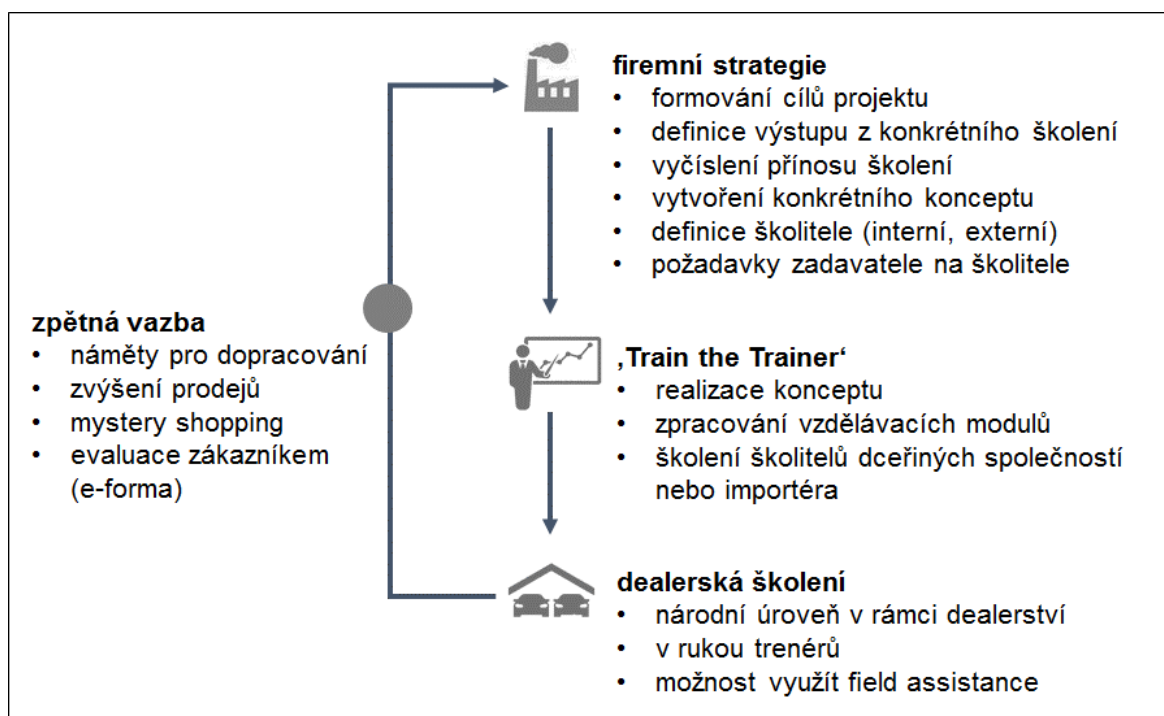 firemní strategie
• formování cílů projektu
• definice výstupu z konkrétního školení
• vyčíslení přínosu školení
• vytvoření konkrétního konceptu
• definice školitele (interní, externí)
• požadavky zadavatele na školitele
zpětná vazba
• náměty pro dopracování
• zvýšení prodejů
• mystery shopping
• evaluace zákazníkem
(e-forma)
‚Train the Trainer‘
• realizace konceptu
• zpracování vzdělávacích modulů
• školení školitelů dceřiných společností
nebo importéra
dealerská školení
• národní úroveň v rámci dealerství
• v rukou trenérů
• možnost využít field assistance